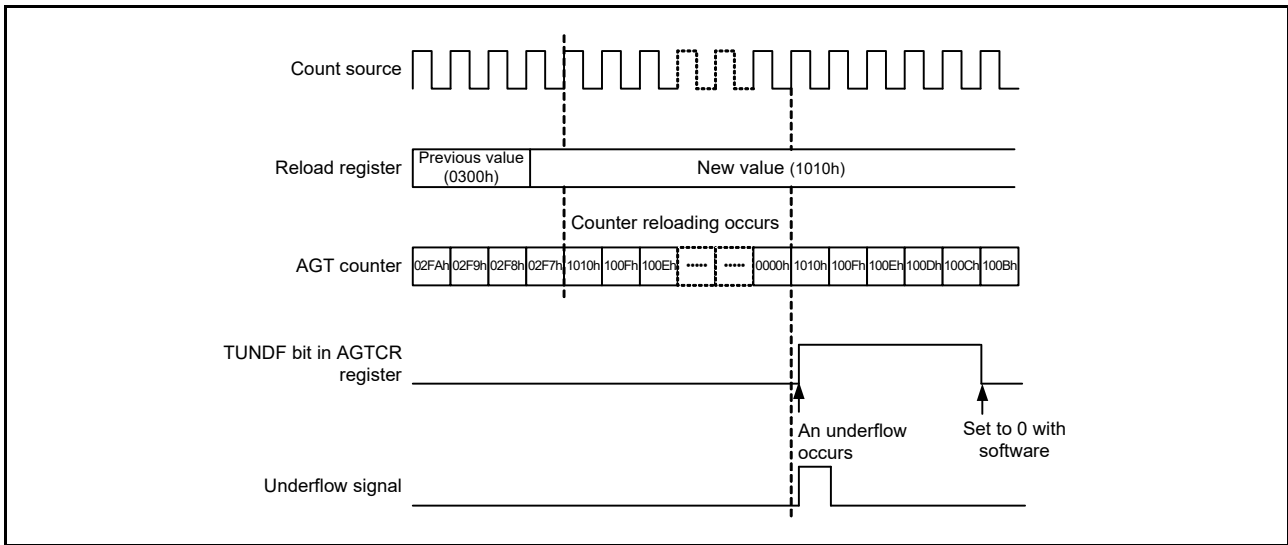 Count source
Reload register
Previous value
(0300h)
New value (1010h)
Counter reloading occurs
AGT counter
02FAh 02F9h 02F8h 02F7h 1010h 100Fh 100Eh ••••• ••••• 0000h 1010h 100Fh 100Eh 100Dh 100Ch 100Bh
TUNDF bit in AGTCR
register
An underflow
occurs
Set to 0 with
software
Underflow signal